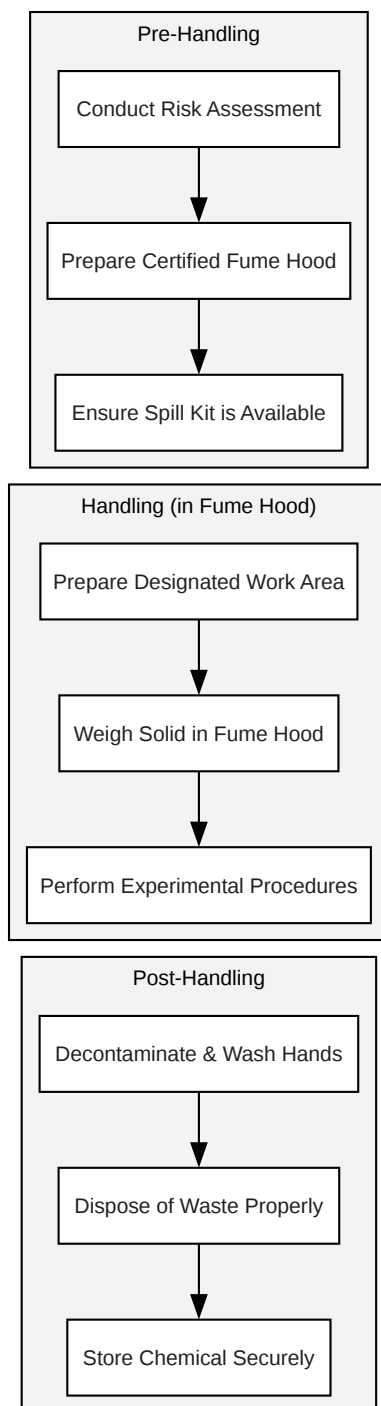 Pre-Handling
Conduct Risk Assessment
Prepare Certified Fume Hood
Ensure Spill Kit is Available
Handling (in Fume Hood)
Prepare Designated Work Area
Weigh Solid in Fume Hood
Perform Experimental Procedures
Post-Handling
Decontaminate & Wash Hands
Dispose of Waste Properly
Store Chemical Securely